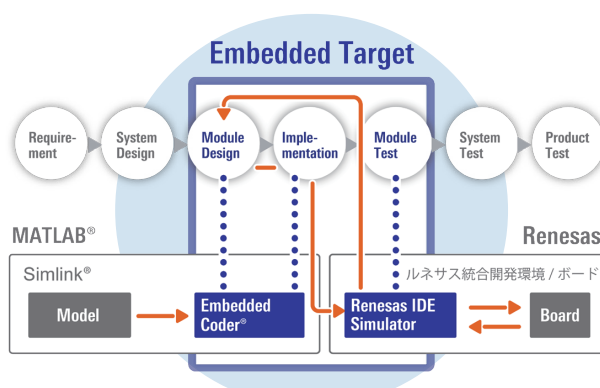 Embedded Target
Require-
ment
System
Design
Module
Design
Imple-
mentation
Module
Test
System
Test
Product
Test
MATLAB®
Renesas
Simlink®
ルネサス統合開発環境 / ボード
Model
Embedded
Coder®
Renesas IDE
Simulator
Board